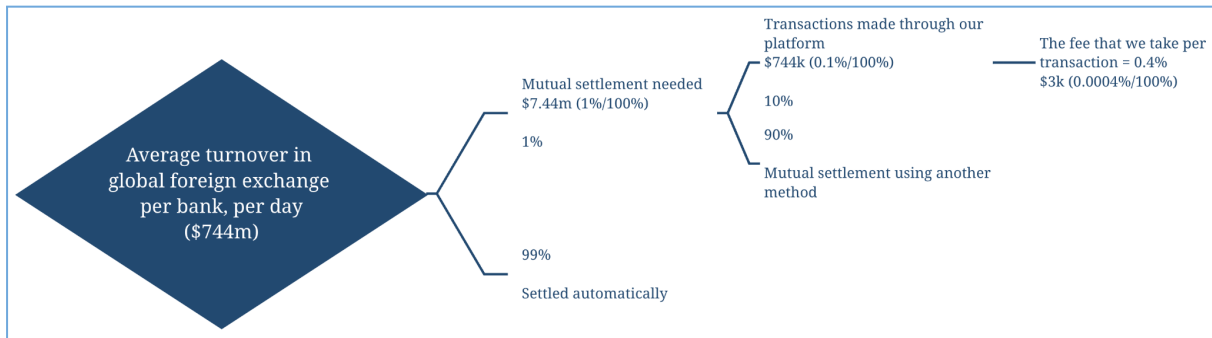 Average turnover in
global foreign exchange
per bank, per day
($744m)
Mutual settlement needed
$7.44m (1%/100%)
1%
99%
Settled automatically
Transactions made through our
platform
$744k (0.1%/100%)
10%
90%
Mutual settlement using another
method
The fee that we take per
transaction = 0.4%
$3k (0.0004%/100%)